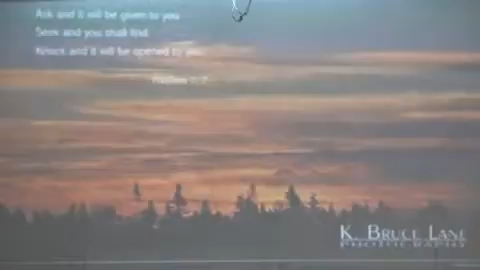 Ask and it will be given to you
Seek and you shall find
Knock and it will be opened to you
K. BRUCE LANE
PHOTOGRAPHY